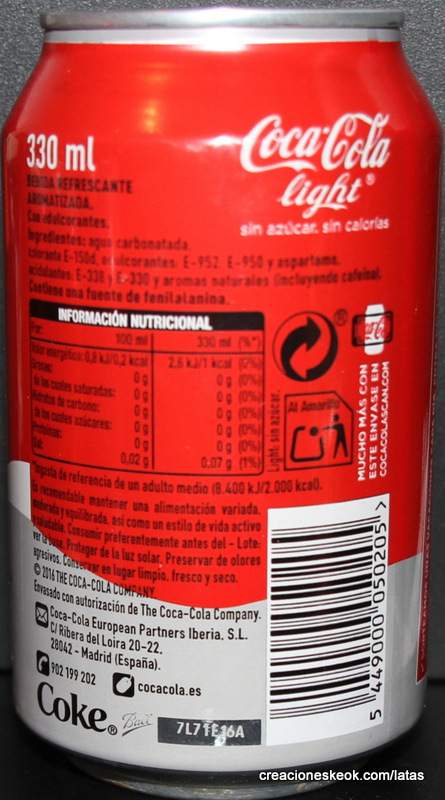 330 ml
Coca-Cola
light®
sin azúcar, sin calorías
BEBIDA REFRESCANTE
AROMATIZADA.
Con edulcorantes.
Ingredientes: agua carbonatada,
colorante E-150d, edulcorantes: E-952, E-950 y aspartamo,
acidulantes: E-338 y E-330 y aromas naturales (incluyendo cafeína).
Contiene una fuente de fenilalanina.
INFORMACIÓN NUTRICIONAL
Por: 100 ml 330 ml (%*)
Valor energético: 0,8 kJ/0,2 kcal 2,6 kJ/1 kcal (0%)
Grasas: 0 g 0 g (0%)
de las cuales saturadas: 0 g 0 g (0%)
Hidratos de carbono: 0 g 0 g (0%)
de los cuales azúcares: 0 g 0 g (0%)
Proteínas: 0 g 0 g (0%)
Sal: 0,02 g 0,07 g (1%)
Light: sin azúcar.
®
Al Amarillo
MUCHO MÁS CON
ESTE ENVASE EN
COCACOLASCAN.COM
*Ingesta de referencia de un adulto medio (8.400 kJ/2.000 kcal).
Es recomendable mantener una alimentación variada,
moderada y equilibrada, así como un estilo de vida activo
y saludable. Consumir preferentemente antes del - Lote:
ver la base. Proteger de la luz solar. Preservar de olores
agresivos. Conservar en lugar limpio, fresco y seco.
© 2016 THE COCA-COLA COMPANY.
Envasado con autorización de The Coca-Cola Company.
Coca-Cola European Partners Iberia, S.L.
C/ Ribera del Loira 20-22,
28042 - Madrid (España).
902 199 202 cocacola.es
Coke® Ball
7L71E16A
5 449000 050205 >
creacioneskeok.com/latas